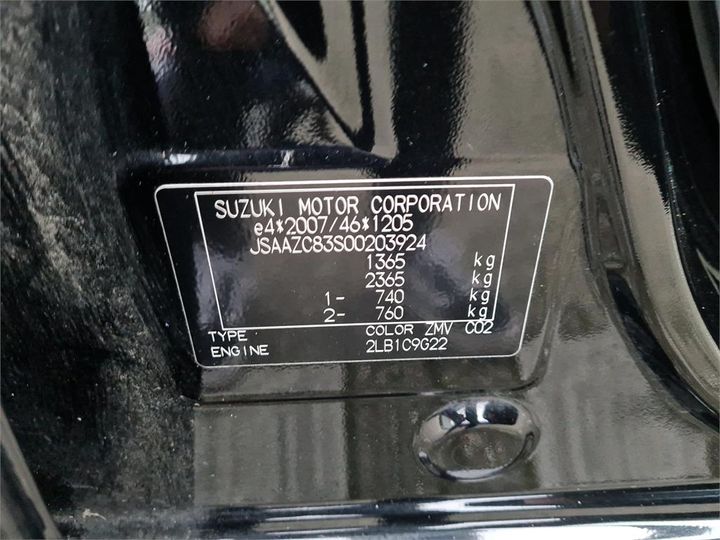 SUZUKI MOTOR CORPORATION
e4*2007/46*1205
JSAAZC83S00203924
1365 kg
2365 kg
1- 740 kg
2- 760 kg
TYPE COLOR ZMV CO2
ENGINE 2LB1C9G22